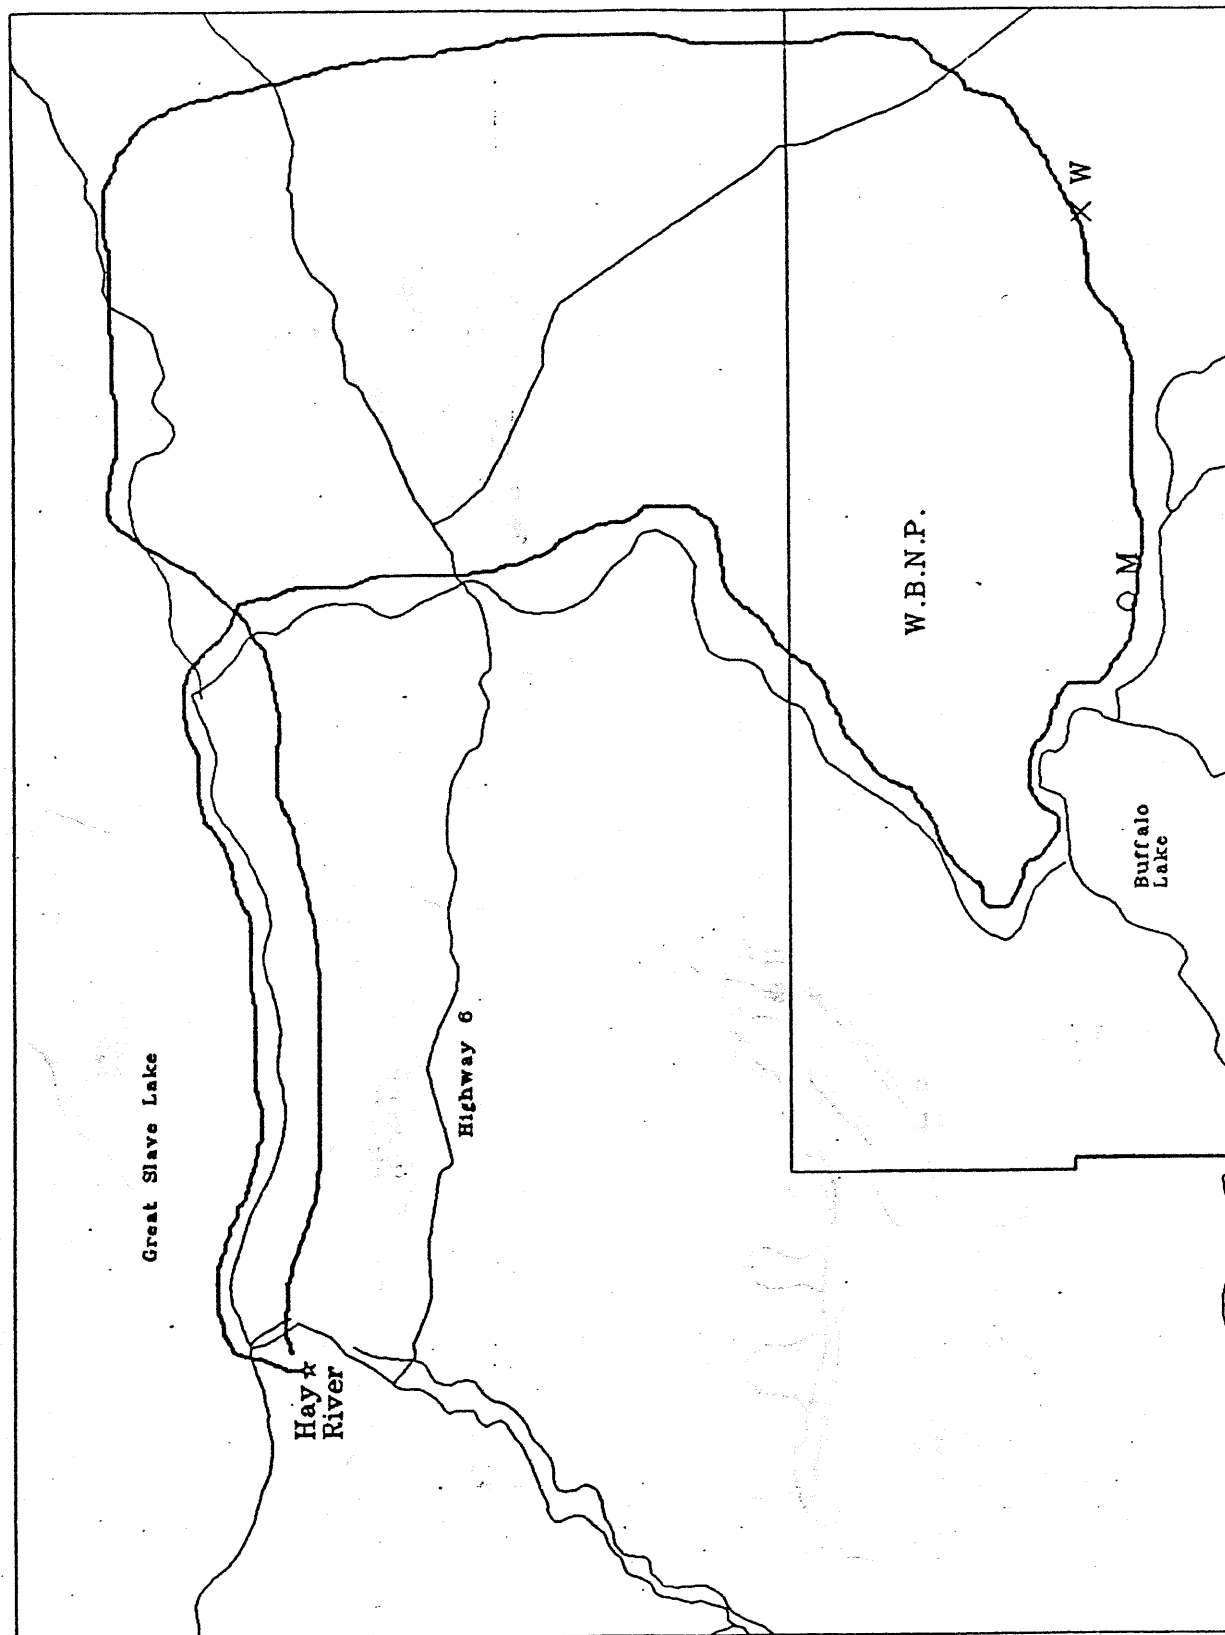 Great Slave Lake
Hay
River
Highway 6
W.B.N.P.
Buffalo
Lake
M
W